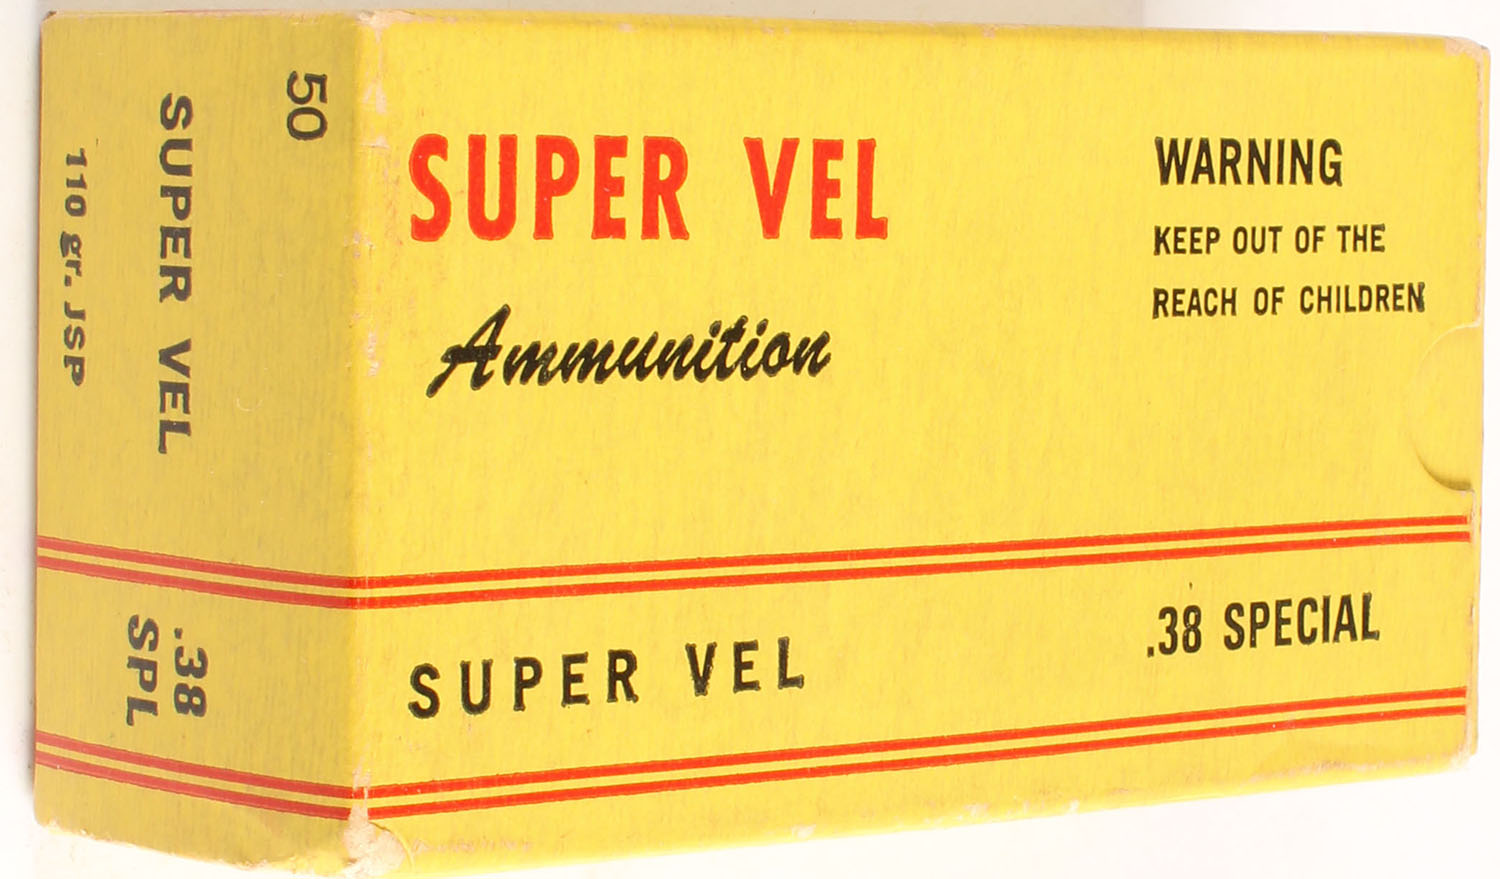 50
SUPER VEL
110 gr. JSP
.38
SPL
SUPER VEL
Ammunition
WARNING
KEEP OUT OF THE
REACH OF CHILDREN
SUPER VEL
.38 SPECIAL